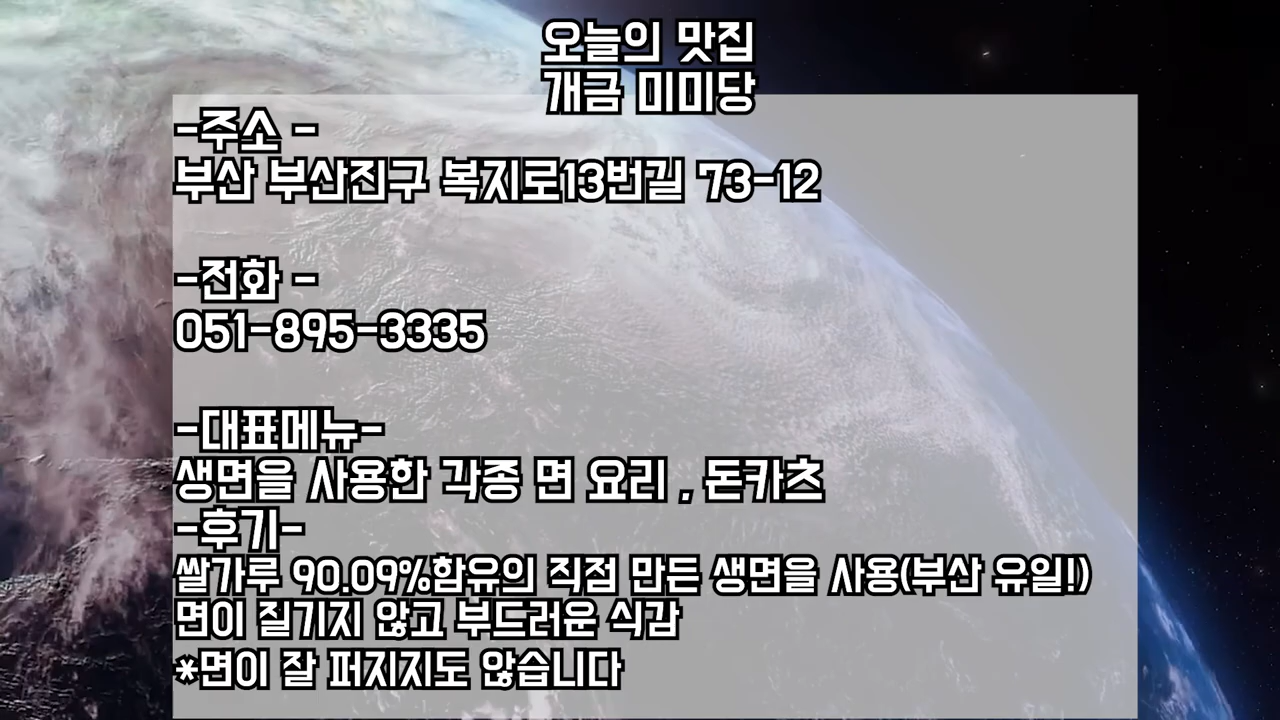 오늘의 맛집
개금 미미당
-주소 -
부산 부산진구 복지로13번길 73-12
-전화 -
051-895-3335
-대표메뉴-
생면을 사용한 각종 면 요리 , 돈카츠
-후기-
쌀가루 90.09%함유의 직접 만든 생면을 사용(부산 유일!)
면이 질기지 않고 부드러운 식감
*면이 잘 퍼지지도 않습니다